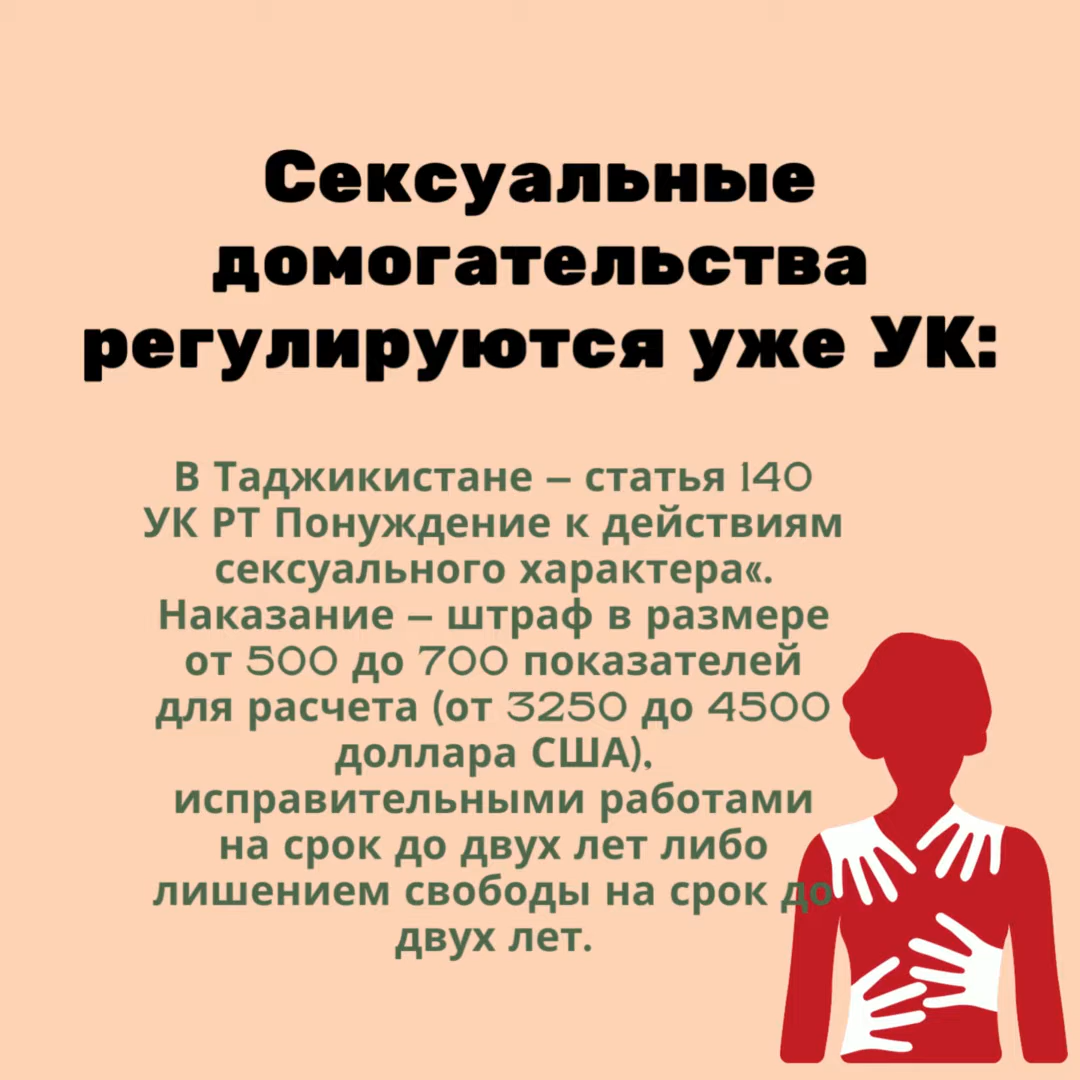 Сексуальные
домогательства
регулируются уже УК:
В Таджикистане – статья 140
УК РТ Понуждение к действиям
сексуального характера«.
Наказание – штраф в размере
от 500 до 700 показателей
для расчета (от 3250 до 4500
доллара США),
исправительными работами
на срок до двух лет либо
лишением свободы на срок до
двух лет.